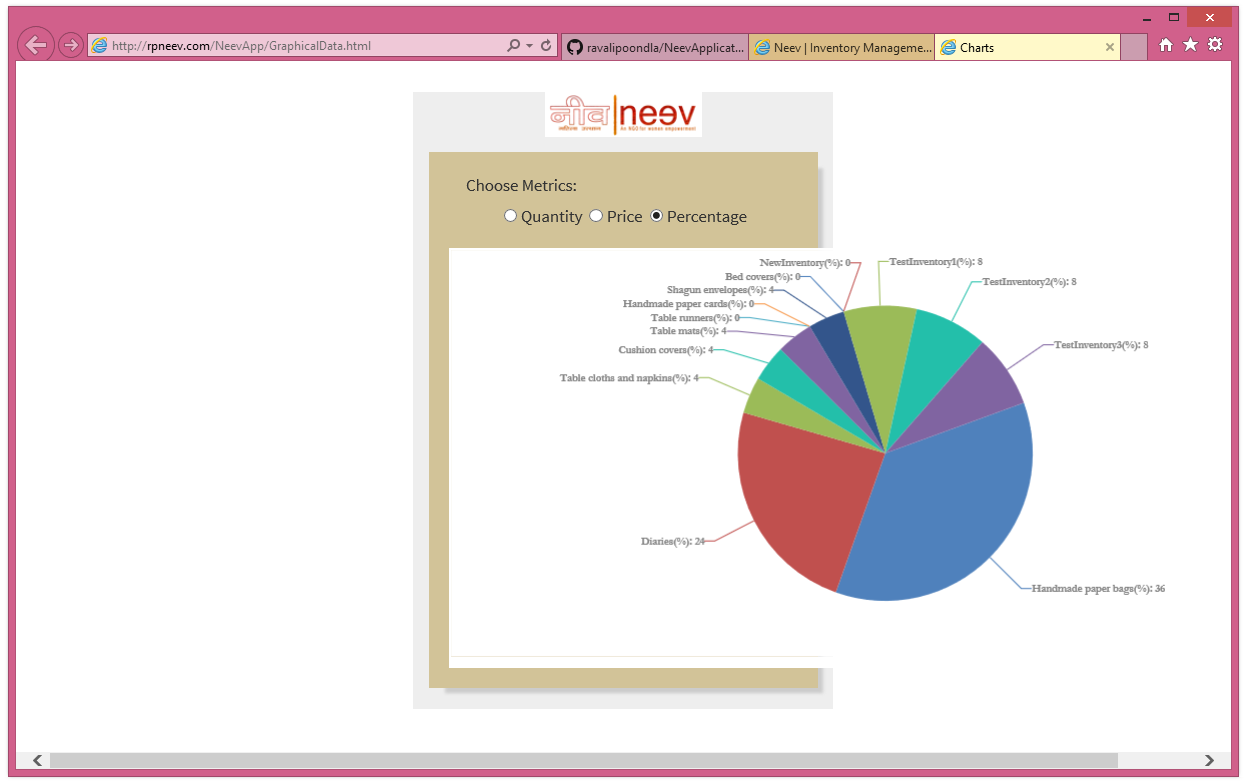 http://rpneev.com/NeevApp/GraphicalData.html
ravalipoondla/NeevApplicat...
Neev | Inventory Manageme...
Charts
नीव neev
An NGO for women empowerment
Choose Metrics:
Quantity Price Percentage
NewInventory(%): 0
TestInventory1(%): 8
Bed covers(%): 0
TestInventory2(%): 8
Shagun envelopes(%): 4
Handmade paper cards(%): 0
Table runners(%): 0
Table mats(%): 4
TestInventory3(%): 8
Cushion covers(%): 4
Table cloths and napkins(%): 4
Diaries(%): 24
Handmade paper bags(%): 36